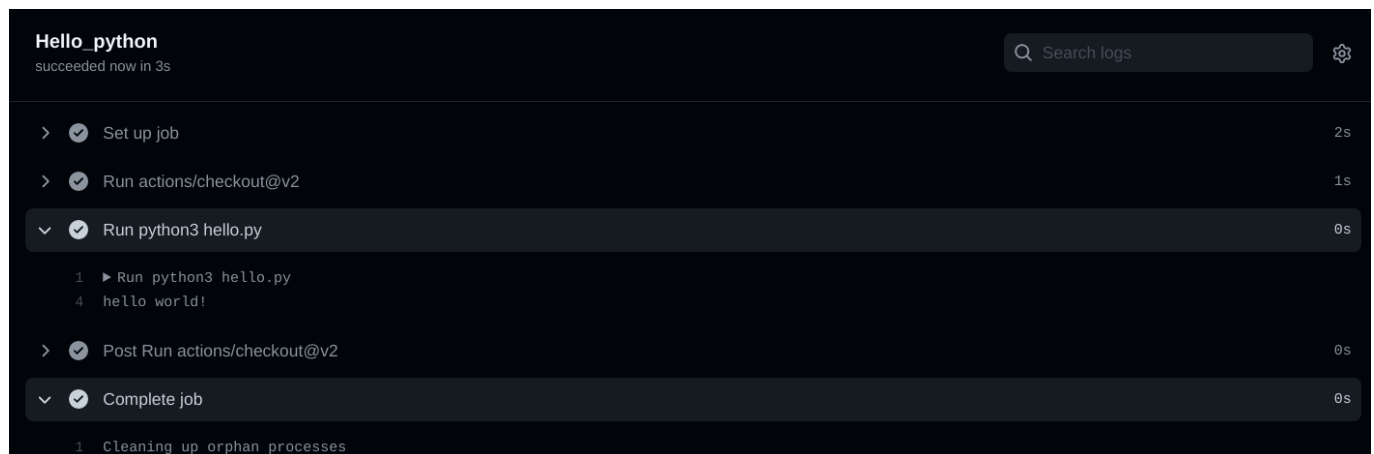 Hello_python
succeeded now in 3s
Search logs
Set up job 2s
Run actions/checkout@v2 1s
Run python3 hello.py 0s
1 Run python3 hello.py
4 hello world!
Post Run actions/checkout@v2 0s
Complete job 0s
1 Cleaning up orphan processes